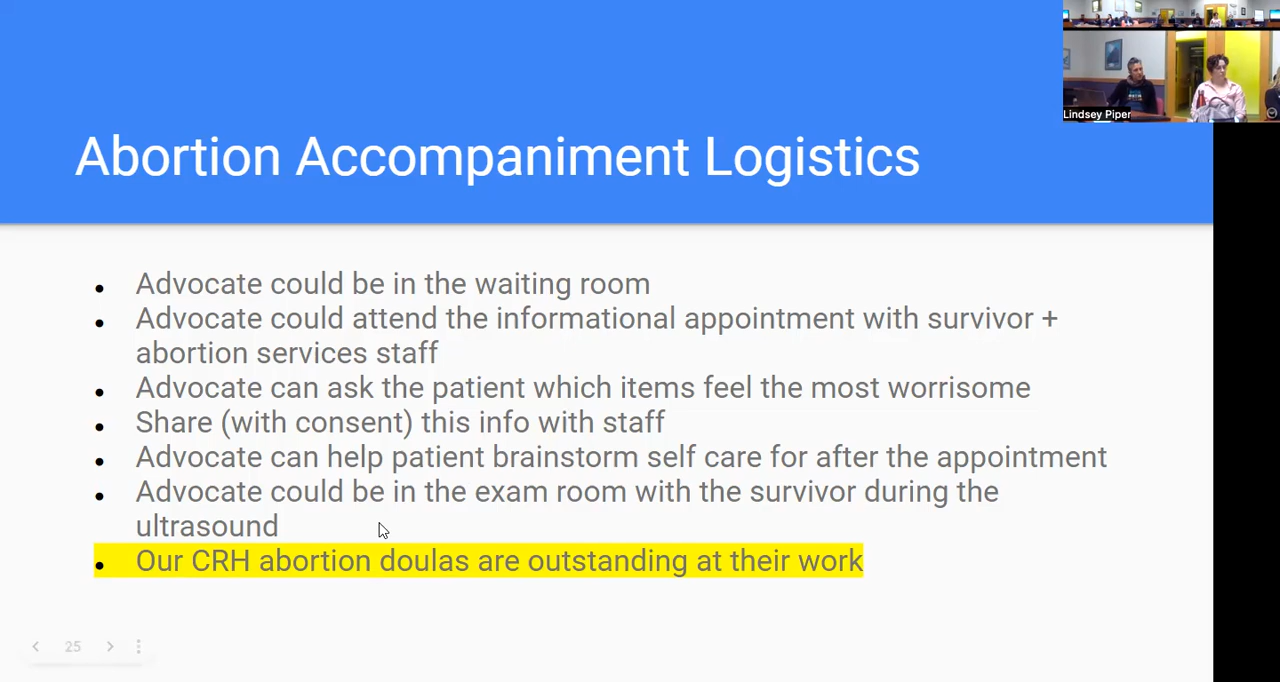 Lindsey Piper
Abortion Accompaniment Logistics
Advocate could be in the waiting room
Advocate could attend the informational appointment with survivor +
abortion services staff
Advocate can ask the patient which items feel the most worrisome
Share (with consent) this info with staff
Advocate can help patient brainstorm self care for after the appointment
Advocate could be in the exam room with the survivor during the
ultrasound
Our CRH abortion doulas are outstanding at their work
25